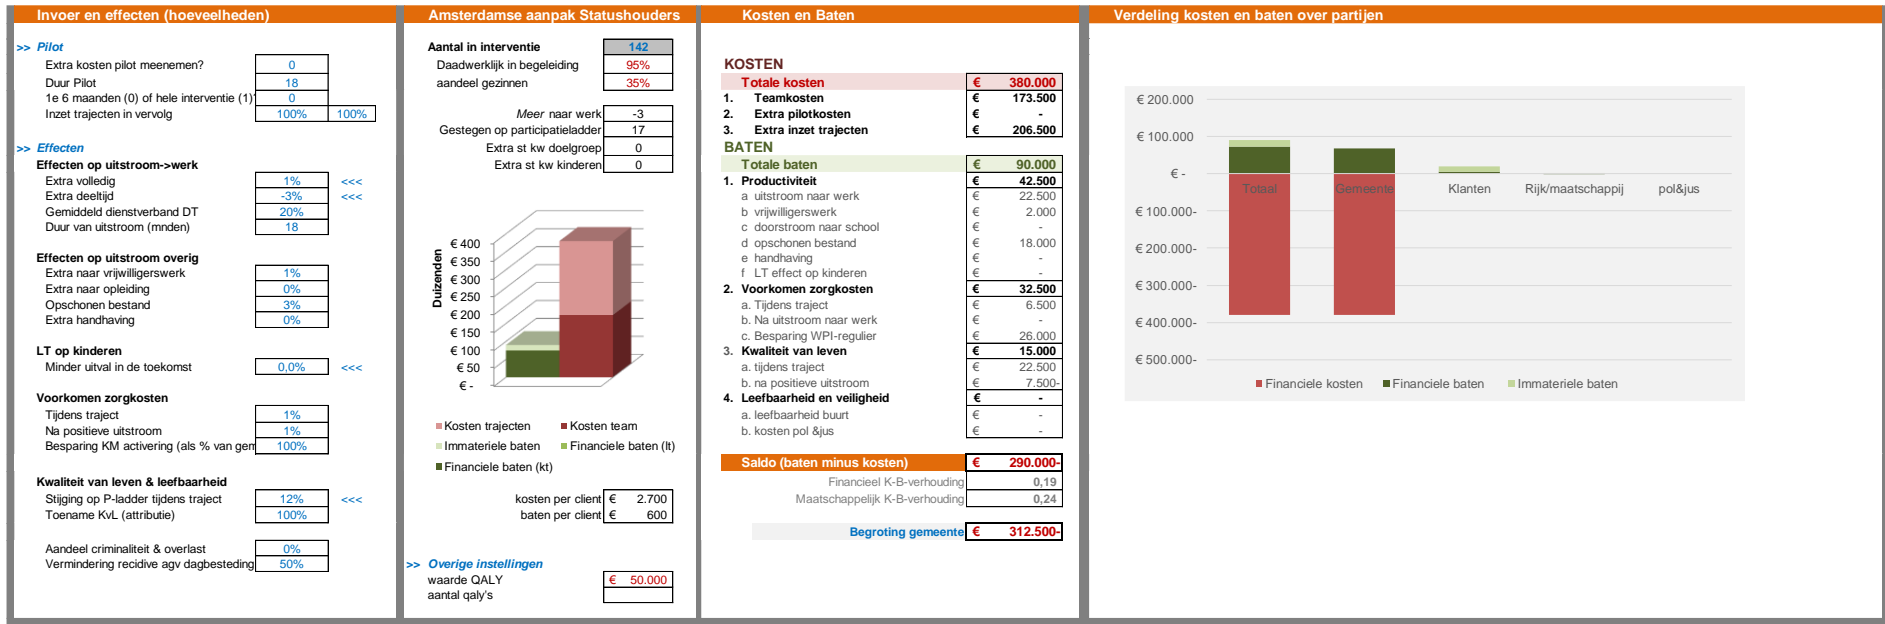 Invoer en effecten (hoeveelheden)
>> Pilot
Extra kosten pilot meenemen? 0
Duur Pilot 18
1e 6 maanden (0) of hele interventie (1)? 0
Inzet trajecten in vervolg 100% 100%
>> Effecten
Effecten op uitstroom->werk
Extra volledig 1% <<<
Extra deeltijd -3% <<<
Gemiddeld dienstverband DT 20%
Duur van uitstroom (mnden) 18
Effecten op uitstroom overig
Extra naar vrijwilligerswerk 1%
Extra naar opleiding 0%
Opschonen bestand 3%
Extra handhaving 0%
LT op kinderen
Minder uitval in de toekomst 0,0% <<<
Voorkomen zorgkosten
Tijdens traject 1%
Na positieve uitstroom 1%
Besparing KM activering (als % van gem 100%
Kwaliteit van leven & leefbaarheid
Stijging op P-ladder tijdens traject 12% <<<
Toename KvL (attributie) 100%
Aandeel criminaliteit & overlast 0%
Vermindering recidive agv dagbesteding 50%
Amsterdamse aanpak Statushouders
Aantal in interventie 142
Daadwerklijk in begeleiding 95%
aandeel gezinnen 35%
Meer naar werk -3
Gestegen op participatieladder 17
Extra st kw doelgroep 0
Extra st kw kinderen 0
Duizenden
€ 400
€ 350
€ 300
€ 250
€ 200
€ 150
€ 100
€ 50
€ -
Kosten trajecten Kosten team
Immateriele baten Financiele baten (lt)
Financiele baten (kt)
kosten per client € 2.700
baten per client € 600
>> Overige instellingen
waarde QALY € 50.000
aantal qaly's
Kosten en Baten
KOSTEN
Totale kosten € 380.000
1. Teamkosten € 173.500
2. Extra pilotkosten € -
3. Extra inzet trajecten € 206.500
BATEN
Totale baten € 90.000
1. Productiviteit € 42.500
a uitstroom naar werk € 22.500
b vrijwilligerswerk € 2.000
c doorstroom naar school € -
d opschonen bestand € 18.000
e handhaving € -
f LT effect op kinderen € -
2. Voorkomen zorgkosten € 32.500
a. Tijdens traject € 6.500
b. Na uitstroom naar werk € -
c. Besparing WPI-regulier € 26.000
3. Kwaliteit van leven € 15.000
a. tijdens traject € 22.500
b. na positieve uitstroom € 7.500-
4. Leefbaarheid en veiligheid € -
a. leefbaarheid buurt € -
b. kosten pol &jus € -
Saldo (baten minus kosten) € 290.000-
Financieel K-B-verhouding 0,19
Maatschappelijk K-B-verhouding 0,24
Begroting gemeente € 312.500-
Verdeling kosten en baten over partijen
€ 200.000
€ 100.000
€ -
Totaal Gemeente Klanten Rijk/maatschappij pol&jus
€ 100.000-
€ 200.000-
€ 300.000-
€ 400.000-
€ 500.000-
Financiele kosten Financiele baten Immateriele baten